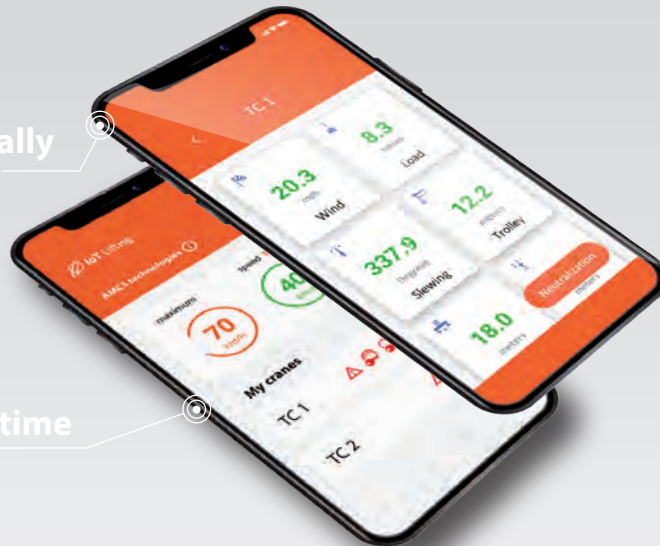 ally
time
TC 1
20.3
mph
Wind
8.3
Load
337.9
Degrees
Slewing
12.2
meters
Trolley
18.0
meters
Neutralization
meters
IoT Lifting
AMCS technologies
maximum
70
km/h
speed
40
My cranes
TC 1
TC 2